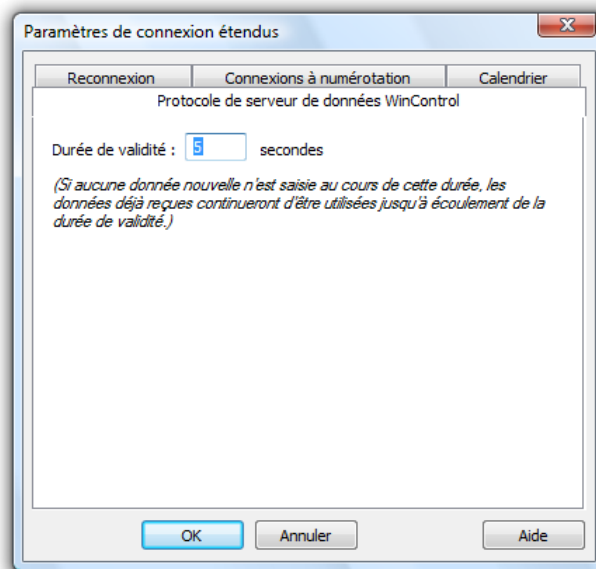 Paramètres de connexion étendus
Reconnexion Connexions à numérotation Calendrier
Protocole de serveur de données WinControl
Durée de validité : 5 secondes
(Si aucune donnée nouvelle n'est saisie au cours de cette durée, les
données déjà reçues continueront d'être utilisées jusqu'à écoulement de la
durée de validité.)
OK Annuler Aide